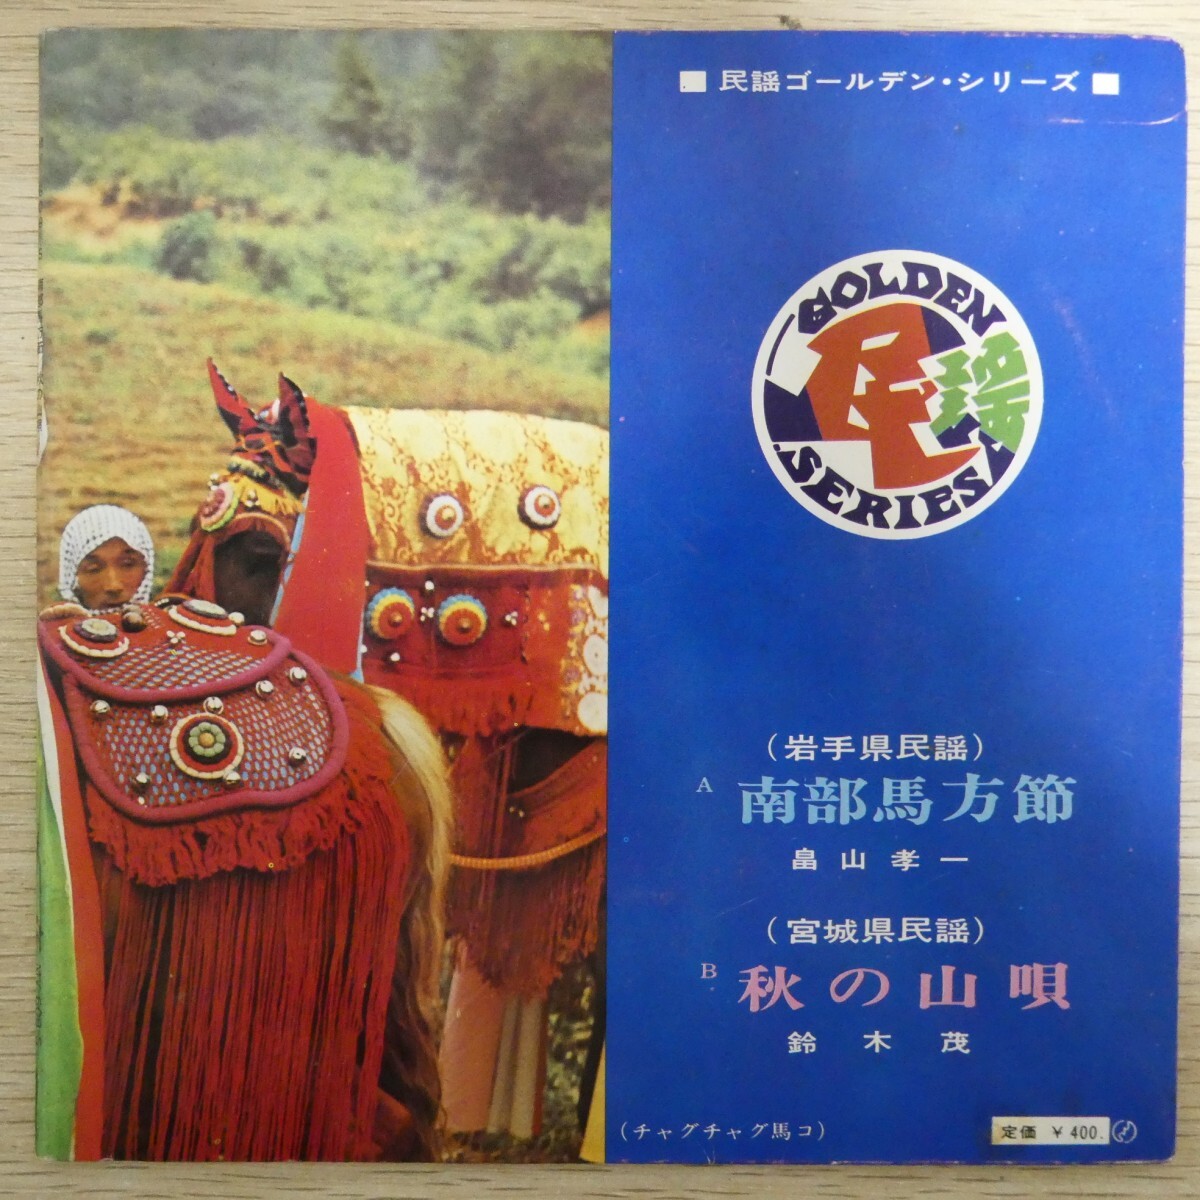 ■ 民謡ゴールデン・シリーズ ■
GOLDEN
民謡
SERIES
(岩手県民謡)
A 南部馬方節
畠山孝一
(宮城県民謡)
B 秋の山唄
鈴木茂
(チャグチャグ馬コ)
定価 ¥400.